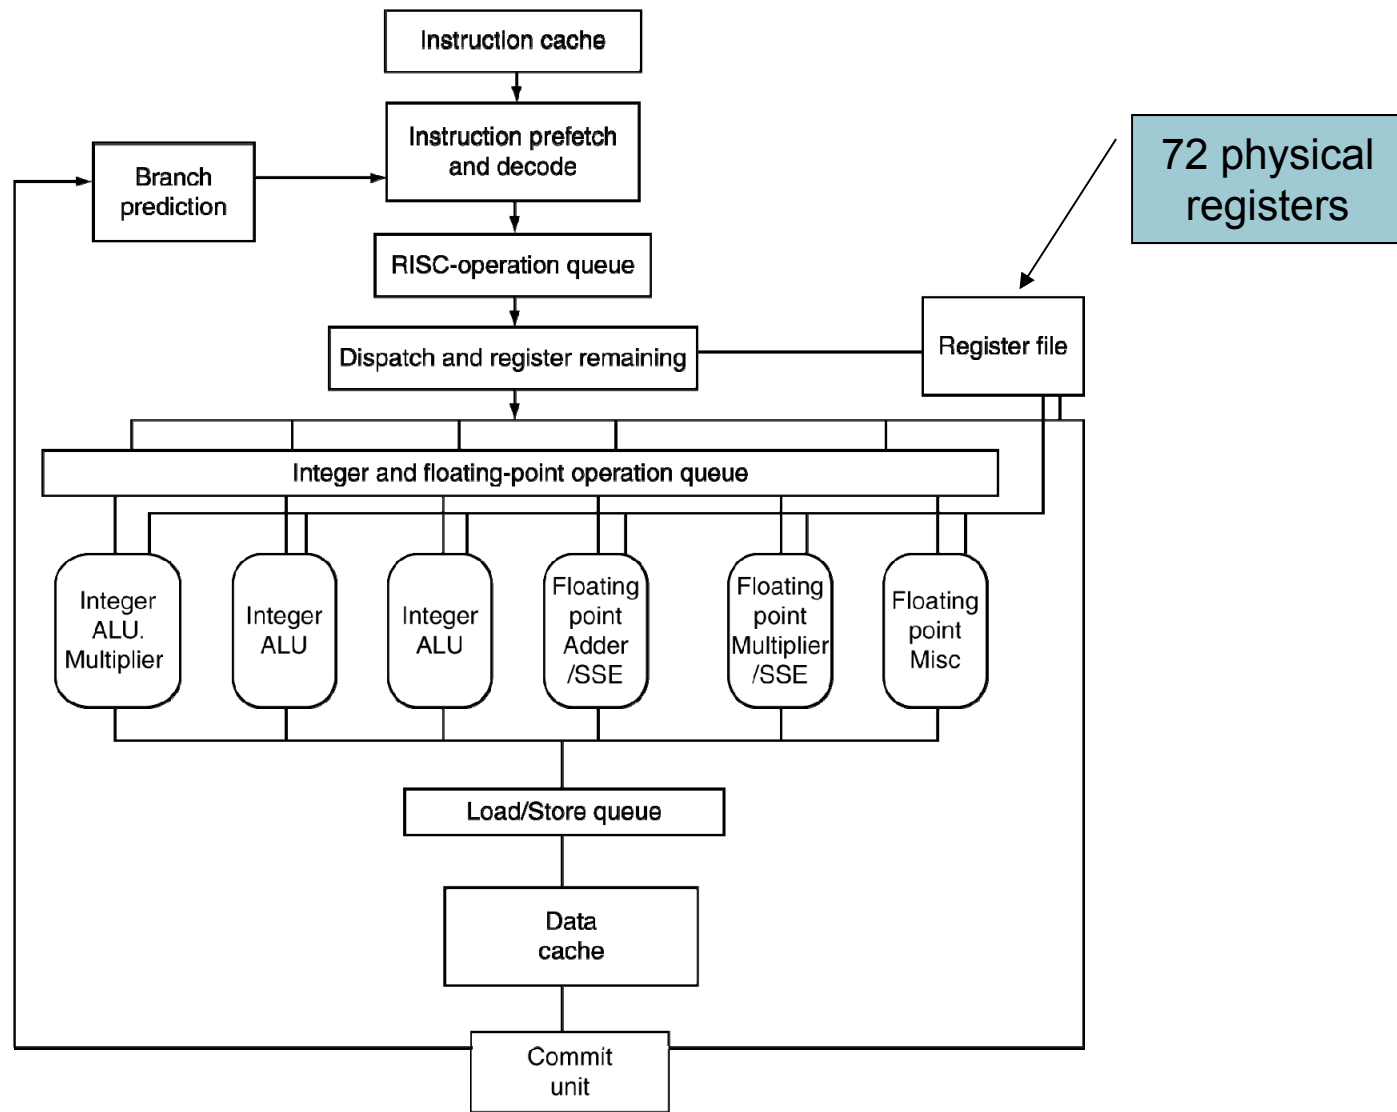 Instruction cache
Instruction prefetch
and decode
72 physical
registers
Branch
prediction
RISC-operation queue
Dispatch and register remaining
Register file
Integer and floating-point operation queue
Integer
ALU.
Multiplier
Integer
ALU
Integer
ALU
Floating
point
Adder
/SSE
Floating
point
Multiplier
/SSE
Floating
point
Misc
Load/Store queue
Data
cache
Commit
unit